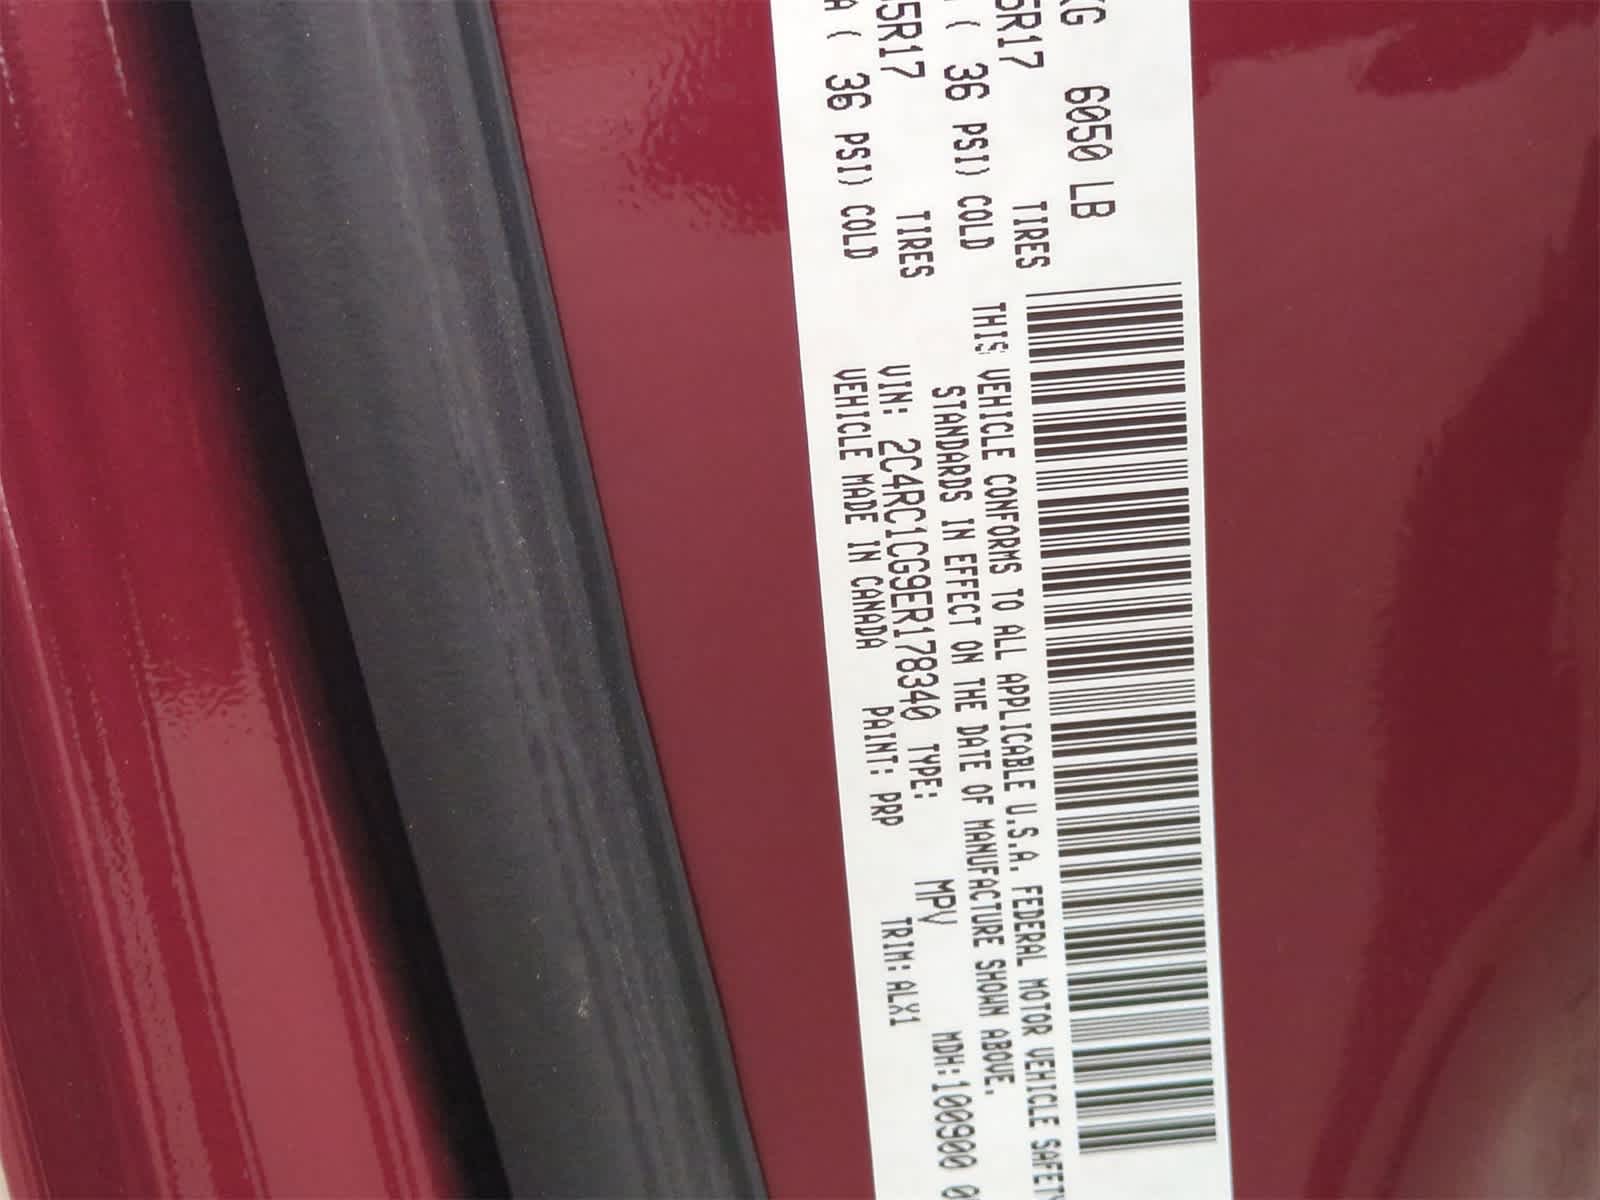 KG 6050 LB
5R17 TIRES
( 36 PSI) COLD
5R17 TIRES
A ( 36 PSI) COLD
THIS VEHICLE CONFORMS TO ALL APPLICABLE U.S.A. FEDERAL MOTOR VEHICLE SAFETY
STANDARDS IN EFFECT ON THE DATE OF MANUFACTURE SHOWN ABOVE.
VIN: 2C4RC1CG9ER178340 TYPE: MPV MDH:100900 0
VEHICLE MADE IN CANADA PAINT: PRP TRIM:ALX1